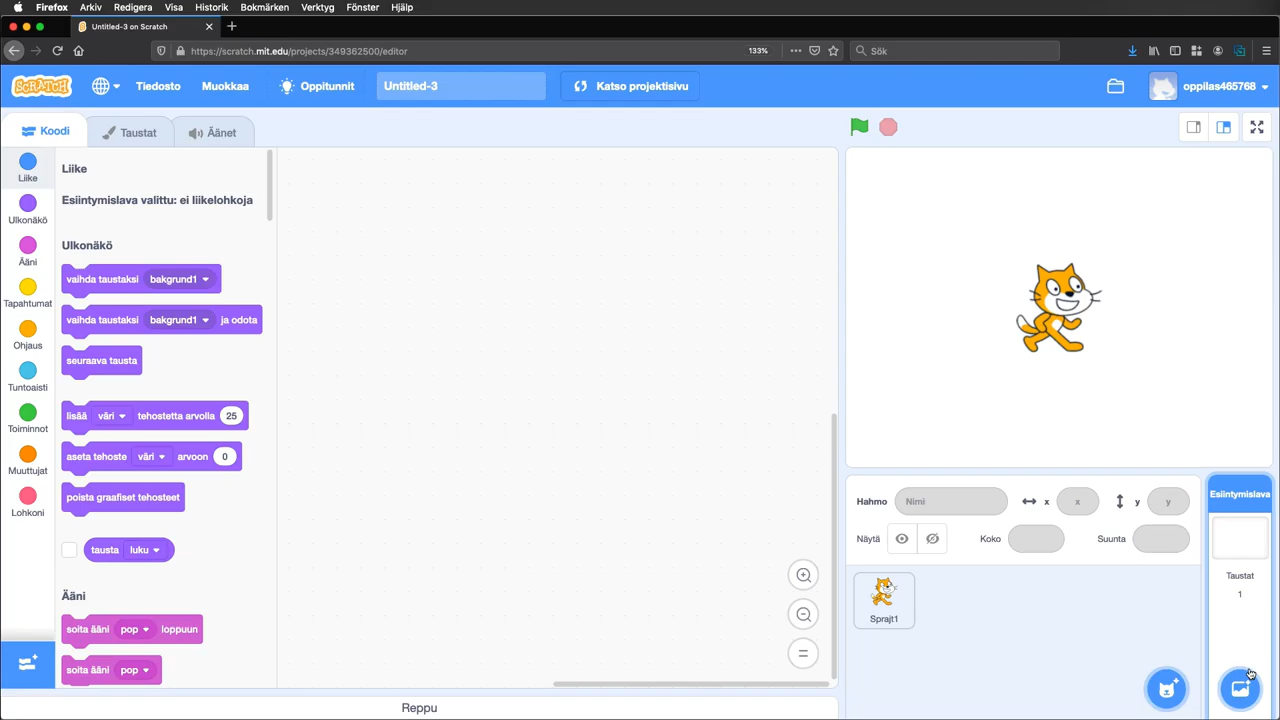 Firefox Arkiv Redigera Visa Historik Bokmärken Verktyg Fönster Hjälp
Untitled-3 on Scratch
https://scratch.mit.edu/projects/349362500/editor 133% Sök
SCRATCH Tiedosto Muokkaa Oppitunnit Untitled-3 Katso projektisivu oppilas465768
Koodi Taustat Äänet
Liike
Ulkonäkö
Ääni
Tapahtumat
Ohjaus
Tuntoaisti
Toiminnot
Muuttujat
Lohkoni
Liike
Esiintymislava valittu: ei liikelohkoja
Ulkonäkö
vaihda taustaksi bakgrund1
vaihda taustaksi bakgrund1 ja odota
seuraava tausta
lisää väri tehostetta arvolla 25
aseta tehoste väri arvoon 0
poista graafiset tehosteet
tausta luku
Ääni
soita ääni pop loppuun
soita ääni pop
Reppu
Hahmo Nimi x x y y
Näytä Koko Suunta
Sprajt1
Esiintymislava
Taustat
1